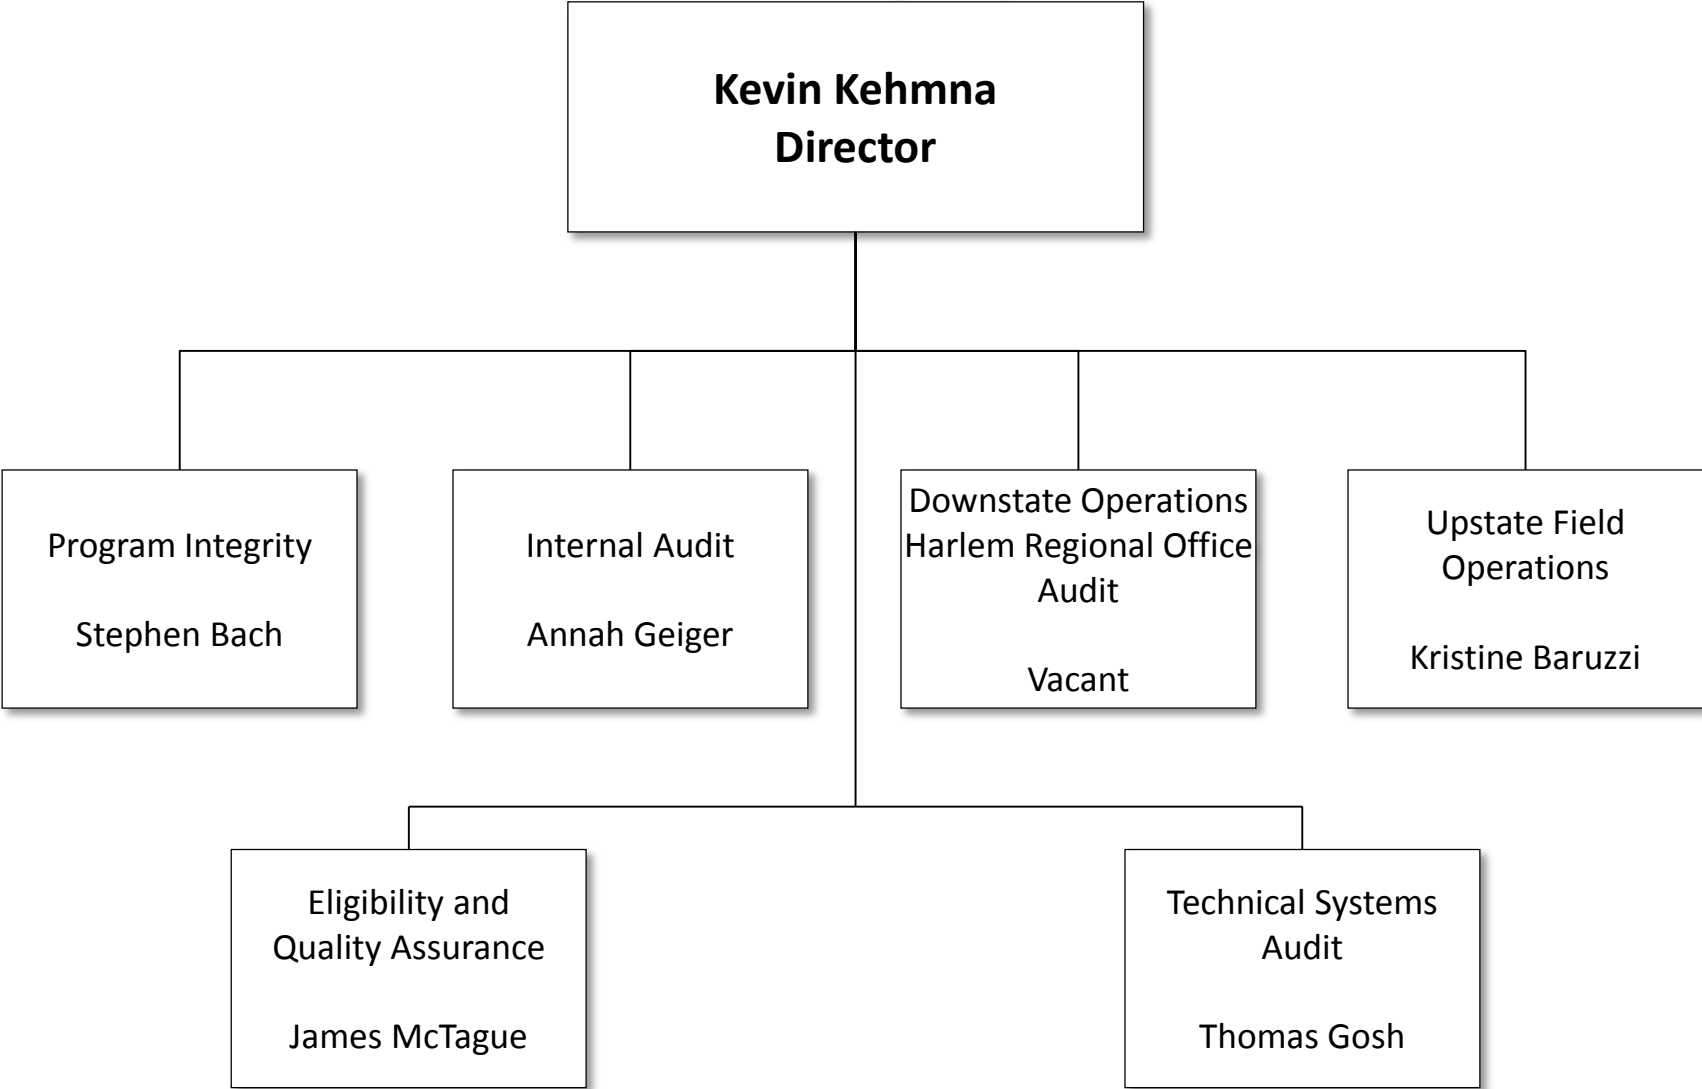 Kevin Kehmna
Director
Program Integrity
Stephen Bach
Internal Audit
Annah Geiger
Downstate Operations
Harlem Regional Office
Audit
Vacant
Upstate Field
Operations
Kristine Baruzzi
Eligibility and
Quality Assurance
James McTague
Technical Systems
Audit
Thomas Gosh